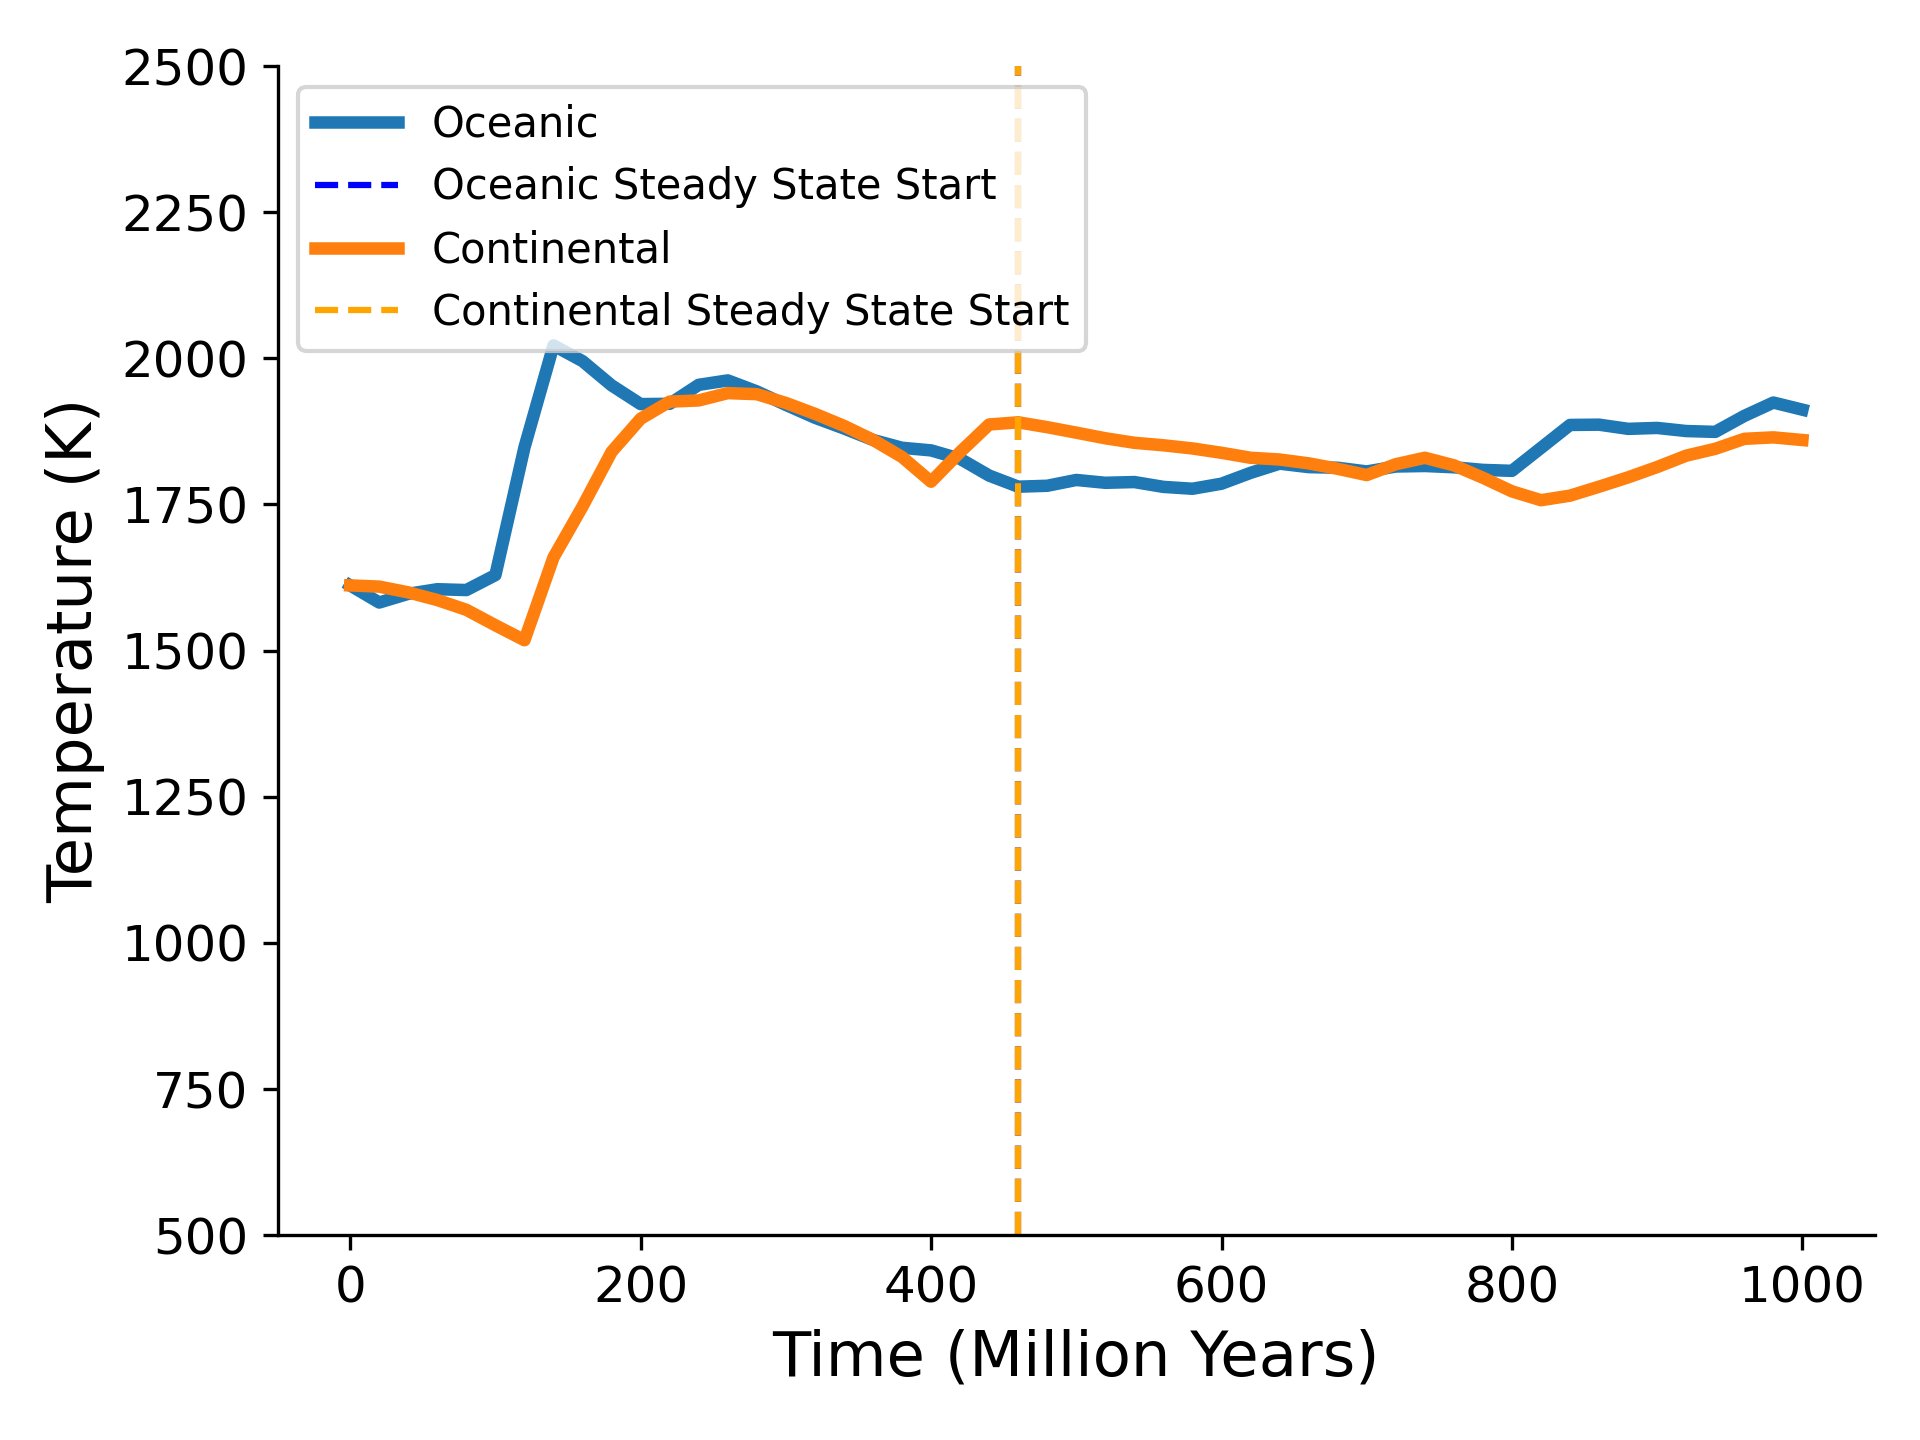 2500
2250
2000
1750
1500
1250
1000
750
500
Temperature (K)
Oceanic
Oceanic Steady State Start
Continental
Continental Steady State Start
0 200 400 600 800 1000
Time (Million Years)